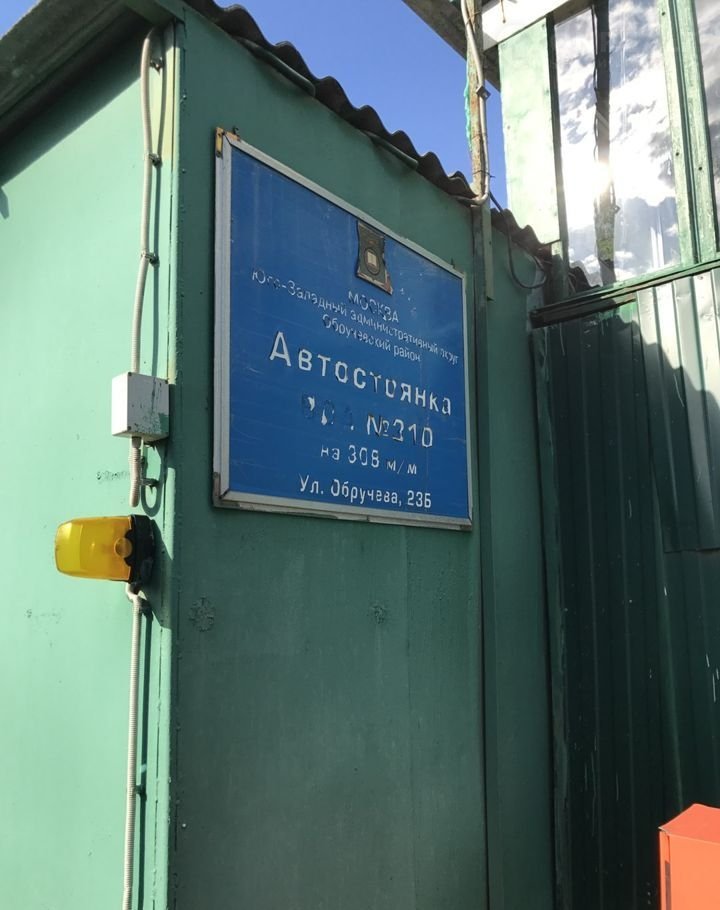 МОСКВА
Юго-Западный административный округ
Обручевский район
Автостоянка
№310
на 308 м/м
Ул. Обручева, 23Б